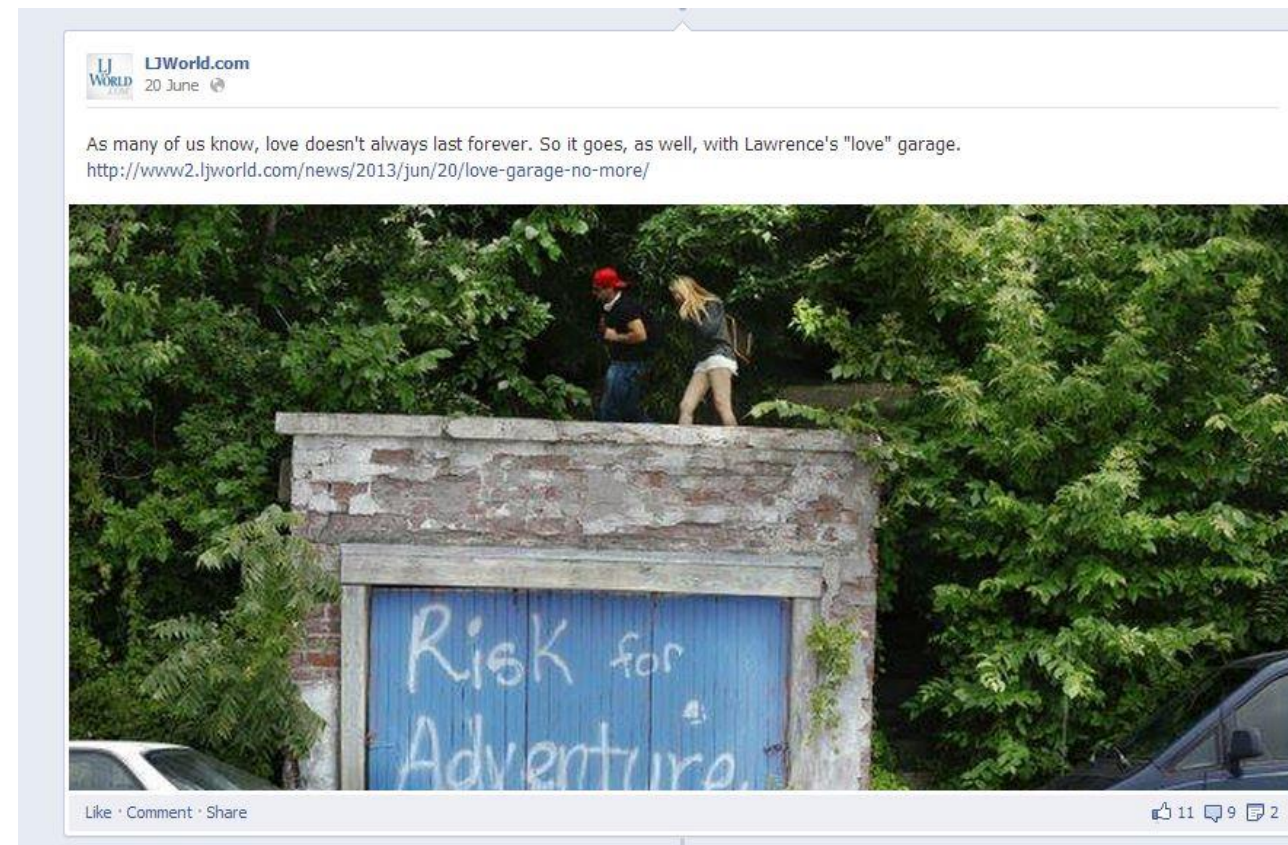 LJ
WORLD
.COM
LJWorld.com
20 June
As many of us know, love doesn't always last forever. So it goes, as well, with Lawrence's "love" garage.
http://www2.ljworld.com/news/2013/jun/20/love-garage-no-more/
Risk for
Adventure
Like · Comment · Share
11 9 2